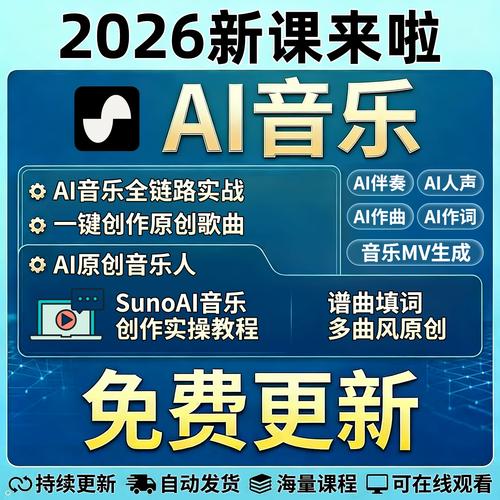 2026新课来啦
AI音乐
AI音乐全链路实战
一键创作原创歌曲
AI原创音乐人
AI伴奏
AI人声
AI作曲
AI作词
音乐MV生成
SunoAI音乐
创作实操教程
谱曲填词
多曲风原创
免费更新
持续更新
自动发货
海量课程
可在线观看